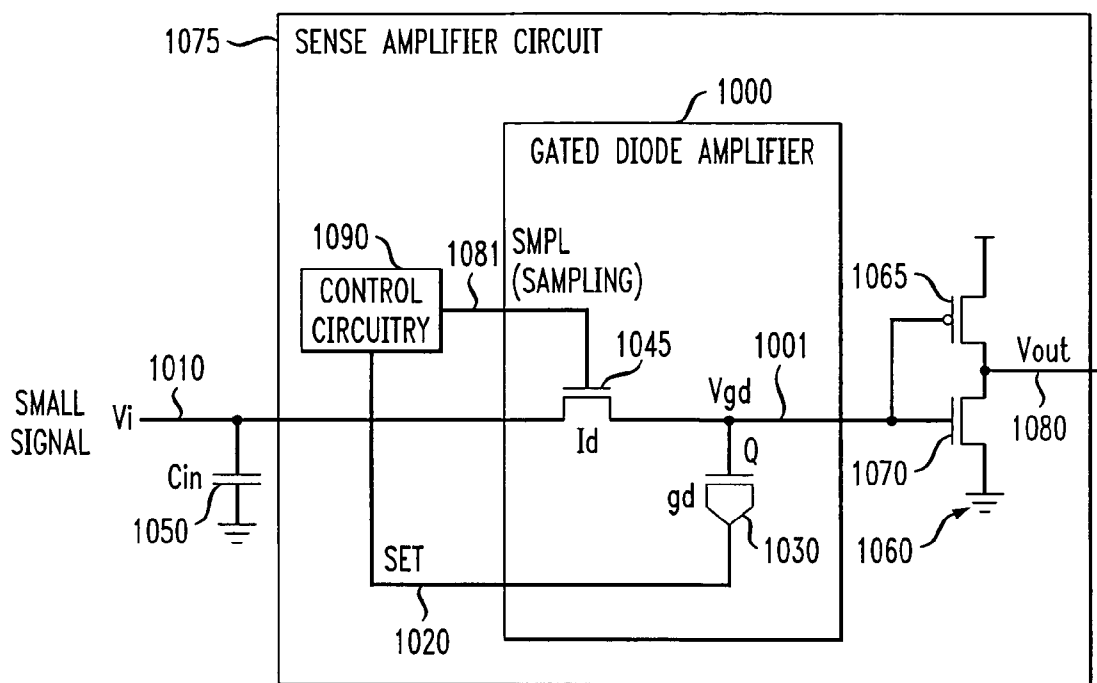 1075
SENSE AMPLIFIER CIRCUIT
1000
GATED DIODE AMPLIFIER
1090
1081
SMPL
(SAMPLING)
CONTROL
CIRCUITRY
1065
1045
1010
Vgd
1001
Vout
SMALL
SIGNAL
Vi
Id
1080
Q
1070
Cin
gd
1050
1030
1060
SET
1020